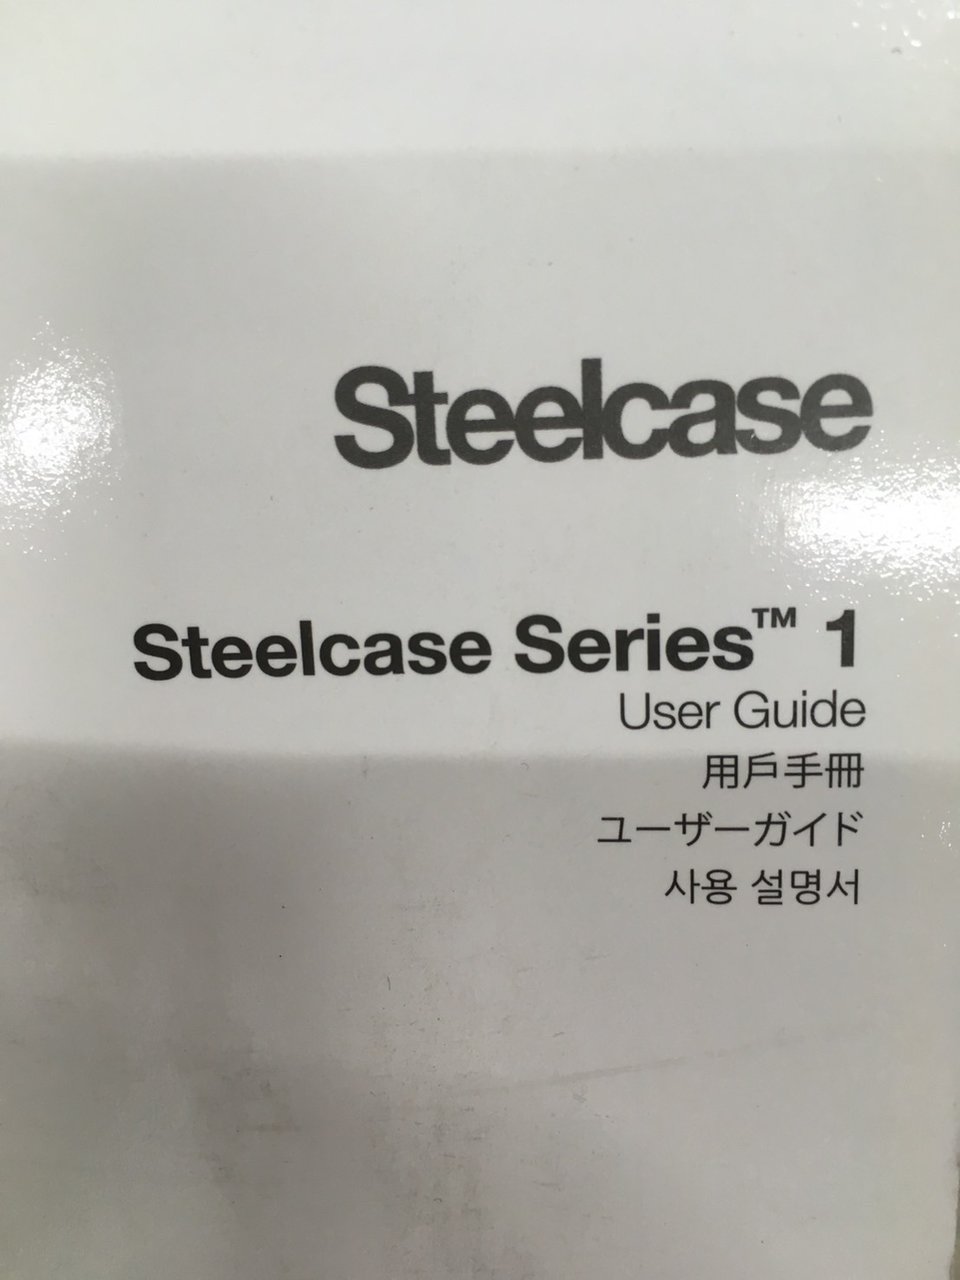 Steelcase
Steelcase Series™ 1
User Guide
用戶手冊
ユーザーガイド
사용 설명서